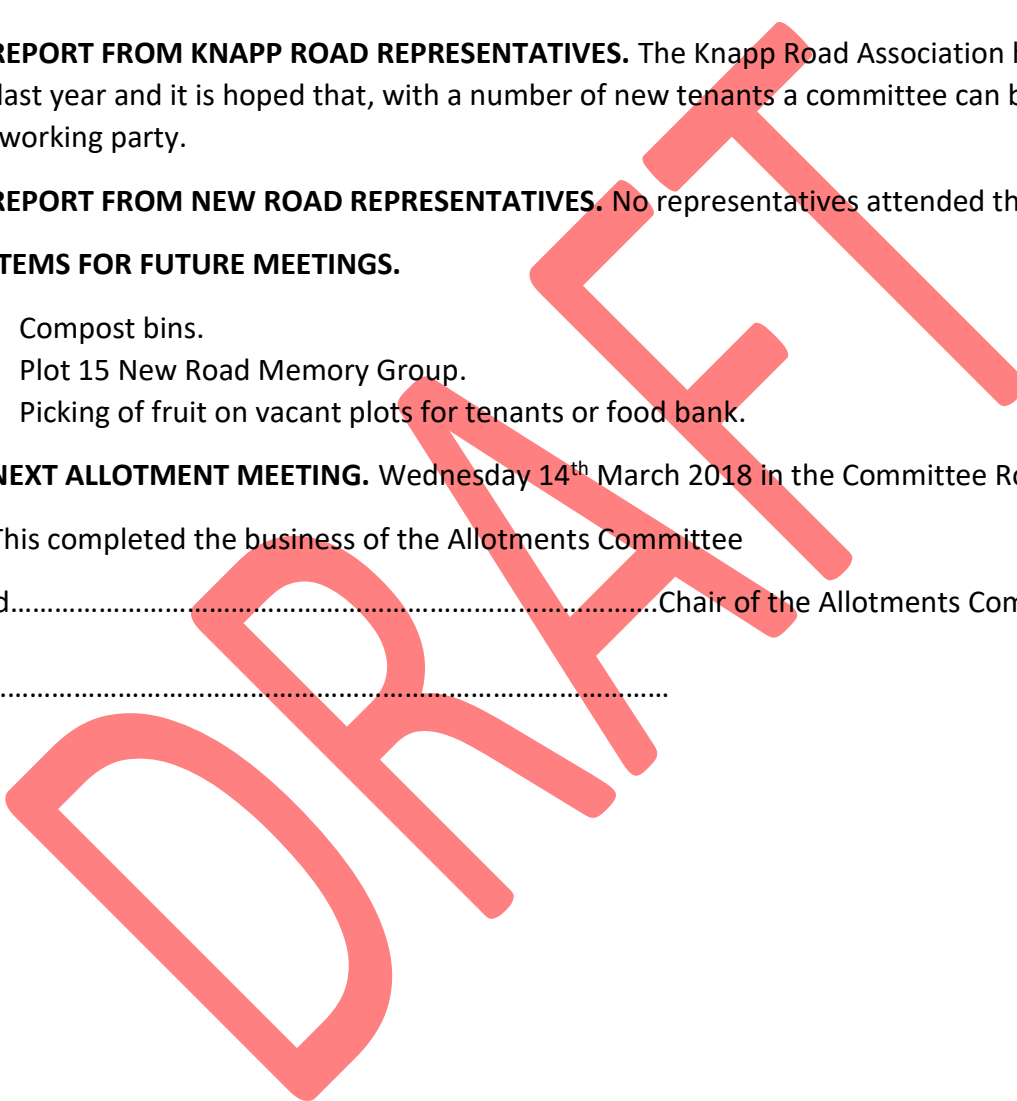 REPORT FROM KNAPP ROAD REPRESENTATIVES. The Knapp Road Association
last year and it is hoped that, with a number of new tenants a committee can
working party.
REPORT FROM NEW ROAD REPRESENTATIVES. No representatives attended
ITEMS FOR FUTURE MEETINGS.
Compost bins.
Plot 15 New Road Memory Group.
Picking of fruit on vacant plots for tenants or food bank.
NEXT ALLOTMENT MEETING. Wednesday 14th March 2018 in the Committee
This completed the business of the Allotments Committee
d……………………………………………………………………….Chair of the Allotments
…………………………………………………………………………
DRAFT